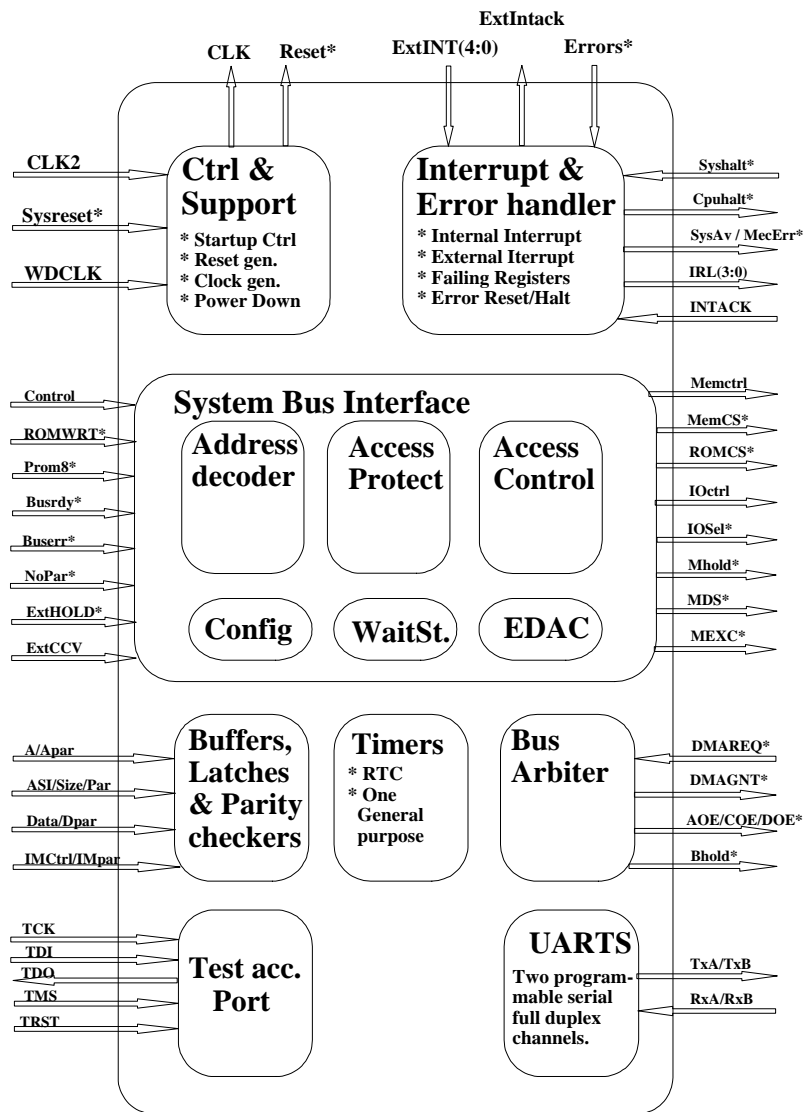 ExtIntack
CLK
Reset*
ExtINT(4:0)
Errors*
CLK2
Sysreset*
WDCLK
Ctrl &
Support
* Startup Ctrl
* Reset gen.
* Clock gen.
* Power Down
Interrupt &
Error handler
* Internal Interrupt
* External Iterrupt
* Failing Registers
* Error Reset/Halt
Syshalt*
Cpuhalt*
SysAv / MecErr*
IRL(3:0)
INTACK
Control
ROMWRT*
Prom8*
Busrdy*
Buserr*
NoPar*
ExtHOLD*
ExtCCV
System Bus Interface
Address
decoder
Access
Protect
Access
Control
Config
WaitSt.
EDAC
Memctrl
MemCS*
ROMCS*
IOctrl
IOSel*
Mhold*
MDS*
MEXC*
A/Apar
ASI/Size/Par
Data/Dpar
IMCtrl/IMpar
Buffers,
Latches
& Parity
checkers
Timers
* RTC
* One
General
purpose
Bus
Arbiter
DMAREQ*
DMAGNT*
AOE/COE/DOE*
Bhold*
TCK
TDI
TDO
TMS
TRST
Test acc.
Port
UARTS
Two program-
mable serial
full duplex
channels.
TxA/TxB
RxA/RxB